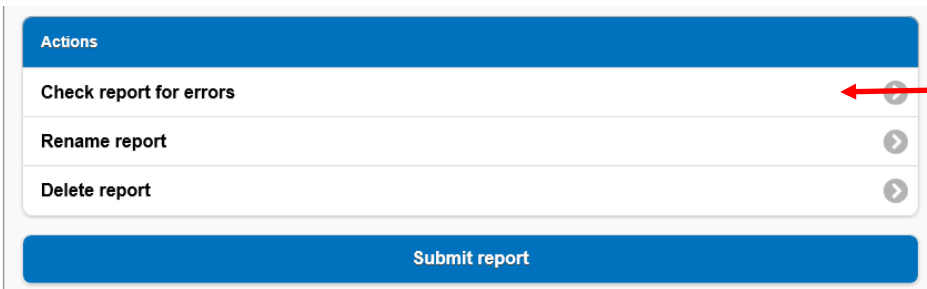 Actions
Check report for errors
Rename report
Delete report
Submit report